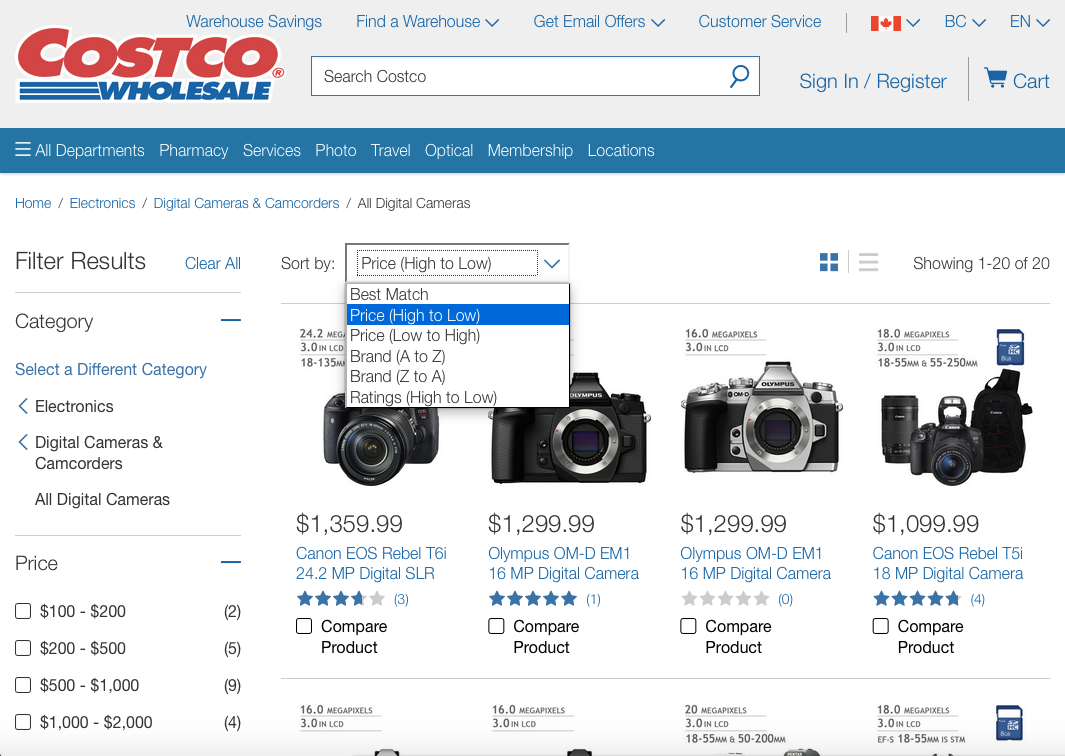 Warehouse Savings Find a Warehouse Get Email Offers Customer Service BC EN
COSTCO®
WHOLESALE
Search Costco
Sign In / Register Cart
All Departments Pharmacy Services Photo Travel Optical Membership Locations
Home / Electronics / Digital Cameras & Camcorders / All Digital Cameras
Filter Results Clear All
Sort by: Price (High to Low)
Showing 1-20 of 20
Best Match
Price (High to Low)
Price (Low to High)
Brand (A to Z)
Brand (Z to A)
Ratings (High to Low)
Category
Select a Different Category
Electronics
Digital Cameras &
Camcorders
All Digital Cameras
Price
$100 - $200 (2)
$200 - $500 (5)
$500 - $1,000 (9)
$1,000 - $2,000 (4)
24.2
3.0
18-135
$1,359.99
Canon EOS Rebel T6i
24.2 MP Digital SLR
(3)
Compare
Product
OLYMPUS
$1,299.99
Olympus OM-D EM1
16 MP Digital Camera
(1)
Compare
Product
16.0 MEGAPIXELS
3.0 IN LCD
OLYMPUS
OM-D
$1,299.99
Olympus OM-D EM1
16 MP Digital Camera
(0)
Compare
Product
18.0 MEGAPIXELS
3.0 IN LCD
18-55MM & 55-250MM
8GB
Canon
$1,099.99
Canon EOS Rebel T5i
18 MP Digital Camera
(4)
Compare
Product
16.0 MEGAPIXELS
3.0 IN LCD
16.0 MEGAPIXELS
3.0 IN LCD
20 MEGAPIXELS
3.0 IN LCD
18-55MM & 50-200MM
18.0 MEGAPIXELS
3.0 IN LCD
EF-S 18-55MM IS STM
8GB